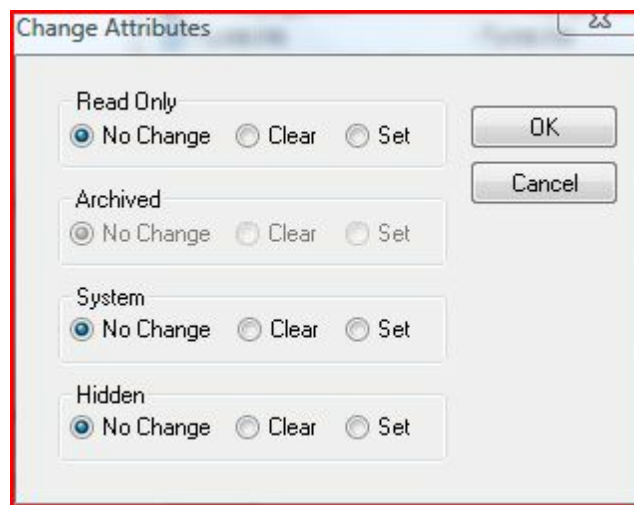 Change Attributes
Read Only
No Change Clear Set
OK
Archived
Cancel
No Change Clear Set
System
No Change Clear Set
Hidden
No Change Clear Set